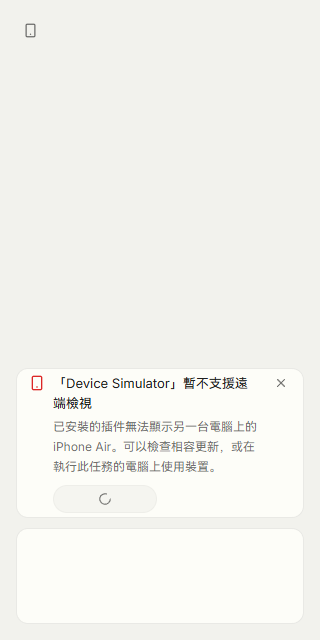 「Device Simulator」暫不支援遠
端檢視
已安裝的插件無法顯示另一台電腦上的
iPhone Air。可以檢查相容更新，或在
執行此任務的電腦上使用裝置。